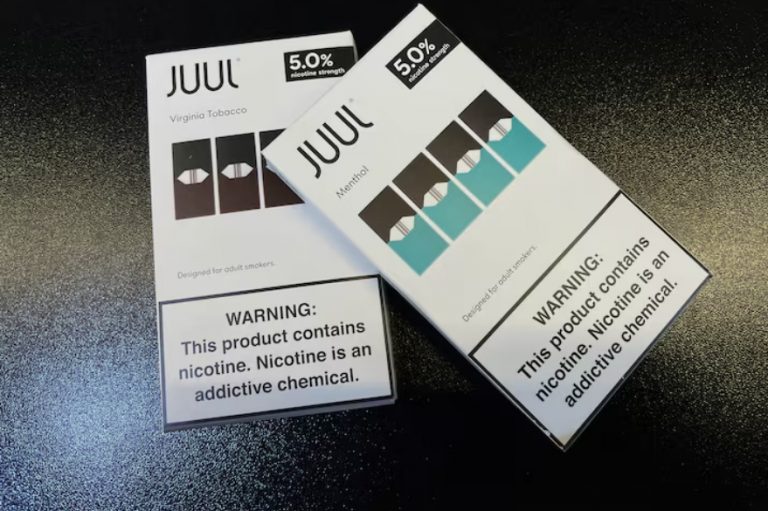 JUUL
5.0%
nicotine strength
Virginia Tobacco
Designed for adult smokers.
WARNING:
This product contains
nicotine. Nicotine is an
addictive chemical.
JUUL
5.0%
nicotine strength
Menthol
Designed for adult smokers.
WARNING:
This product contains
nicotine. Nicotine is an
addictive chemical.